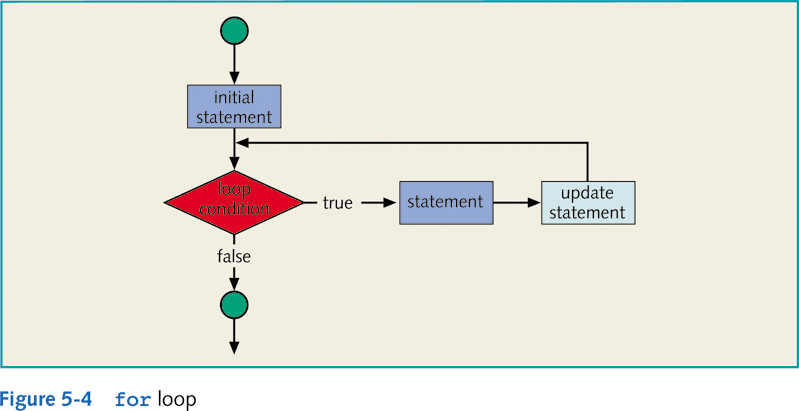 initial
statement
loop
condition
true
statement
update
statement
false
Figure 5-4 for loop